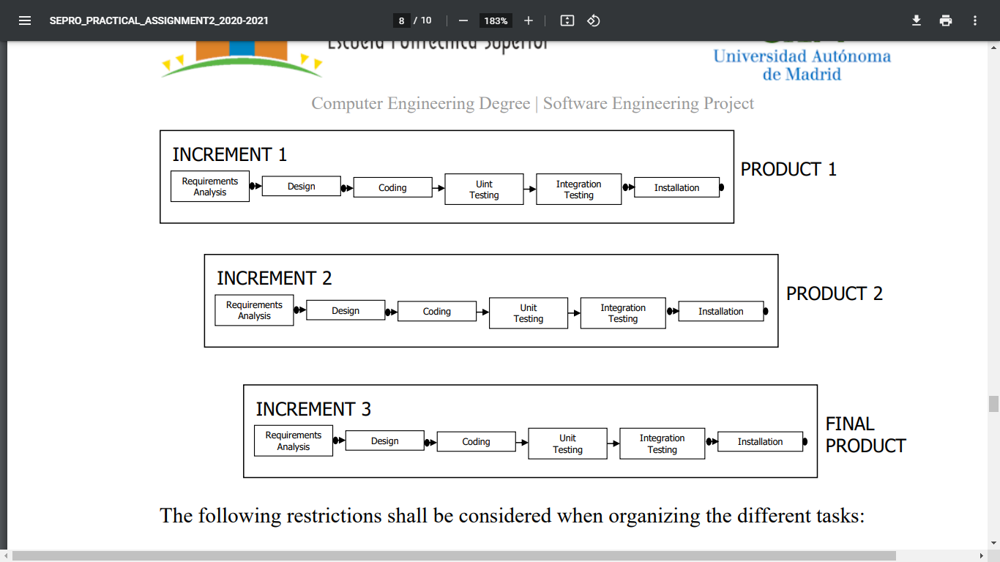 SEPRO_PRACTICAL_ASSIGNMENT2_2020-2021
8 / 10
183%
Escuela Politécnica Superior
Universidad Autónoma
de Madrid
Computer Engineering Degree | Software Engineering Project
INCREMENT 1
Requirements
Analysis
Design
Coding
Uint
Testing
Integration
Testing
Installation
PRODUCT 1
INCREMENT 2
Requirements
Analysis
Design
Coding
Unit
Testing
Integration
Testing
Installation
PRODUCT 2
INCREMENT 3
Requirements
Analysis
Design
Coding
Unit
Testing
Integration
Testing
Installation
FINAL
PRODUCT
The following restrictions shall be considered when organizing the different tasks: